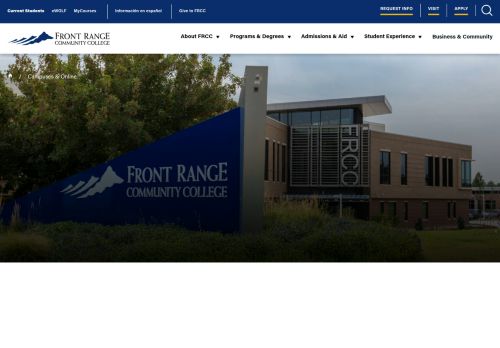 Current Students eWOLF MyCourses Información en español Give to FRCC REQUEST INFO VISIT APPLY
FRONT RANGE
COMMUNITY COLLEGE
About FRCC Programs & Degrees Admissions & Aid Student Experience Business & Community
/ Campuses & Online
FRONT RANGE
COMMUNITY COLLEGE
FRCC